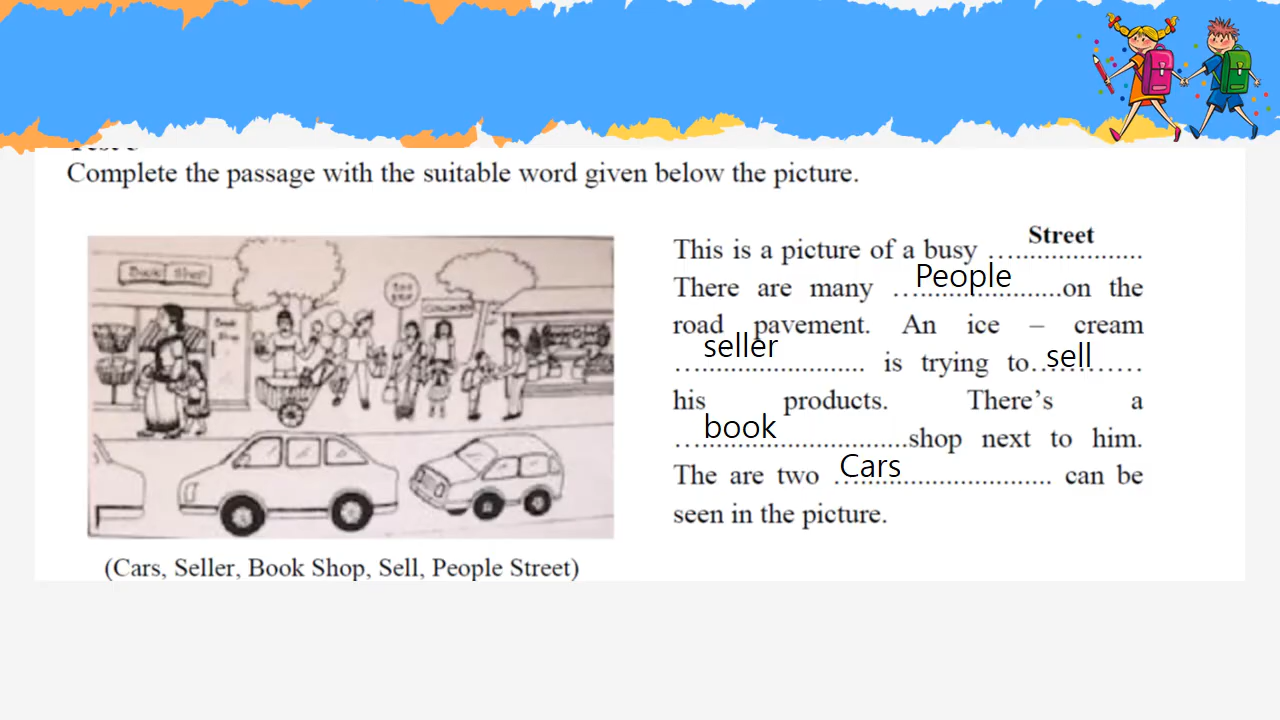 Complete the passage with the suitable word given below the picture.
Book Shop
This is a picture of a busy ...Street...................
There are many ...People.....................on the
road pavement. An ice – cream
...seller....................... is trying to...sell.........
his products. There's a
...book..............................shop next to him.
The are two ...Cars............................ can be
seen in the picture.
(Cars, Seller, Book Shop, Sell, People Street)